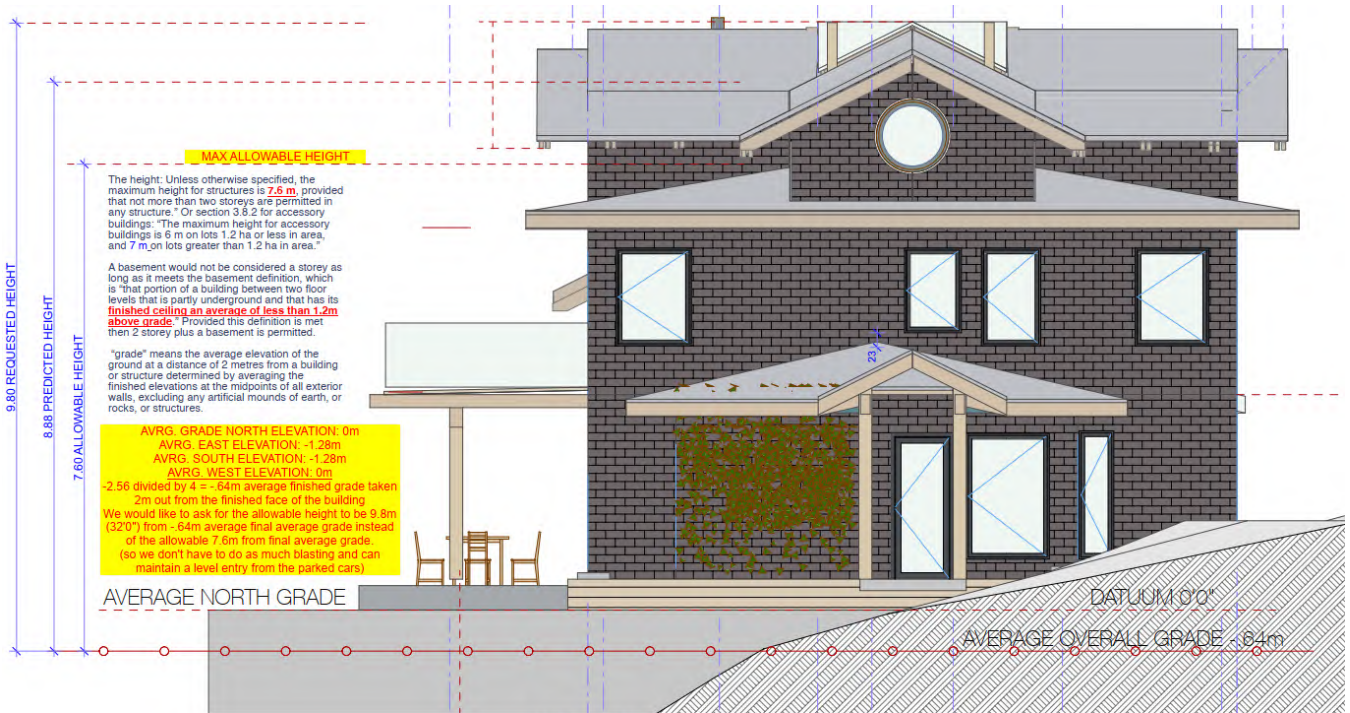 MAX ALLOWABLE HEIGHT
The height: Unless otherwise specified, the
maximum height for structures is 7.6 m, provided
that not more than two storeys are permitted in
any structure." Or section 3.8.2 for accessory
buildings: "The maximum height for accessory
buildings is 6 m on lots 1.2 ha or less in area,
and 7 m on lots greater than 1.2 ha in area."
A basement would not be considered a storey as
long as it meets the basement definition, which
is "that portion of a building between two floor
levels that is partly underground and that has its
finished ceiling an average of less than 1.2m
above grade." Provided this definition is met
then 2 storey plus a basement is permitted.
"grade" means the average elevation of the
ground at a distance of 2 metres from a building
or structure determined by averaging the
finished elevations at the midpoints of all exterior
walls, excluding any artificial mounds of earth, or
rocks, or structures.
AVRG. GRADE NORTH ELEVATION: 0m
AVRG. EAST ELEVATION: -1.28m
AVRG. SOUTH ELEVATION: -1.28m
AVRG. WEST ELEVATION: 0m
-2.56 divided by 4 = -.64m average finished grade taken
2m out from the finished face of the building
We would like to ask for the allowable height to be 9.8m
(32'0") from -.64m average final average grade instead
of the allowable 7.6m from final average grade.
(so we don't have to do as much blasting and can
maintain a level entry from the parked cars)
9.80 REQUESTED HEIGHT
8.88 PREDICTED HEIGHT
7.60 ALLOWABLE HEIGHT
23
AVERAGE NORTH GRADE
DATUUM 0'0"
AVERAGE OVERALL GRADE -.64m